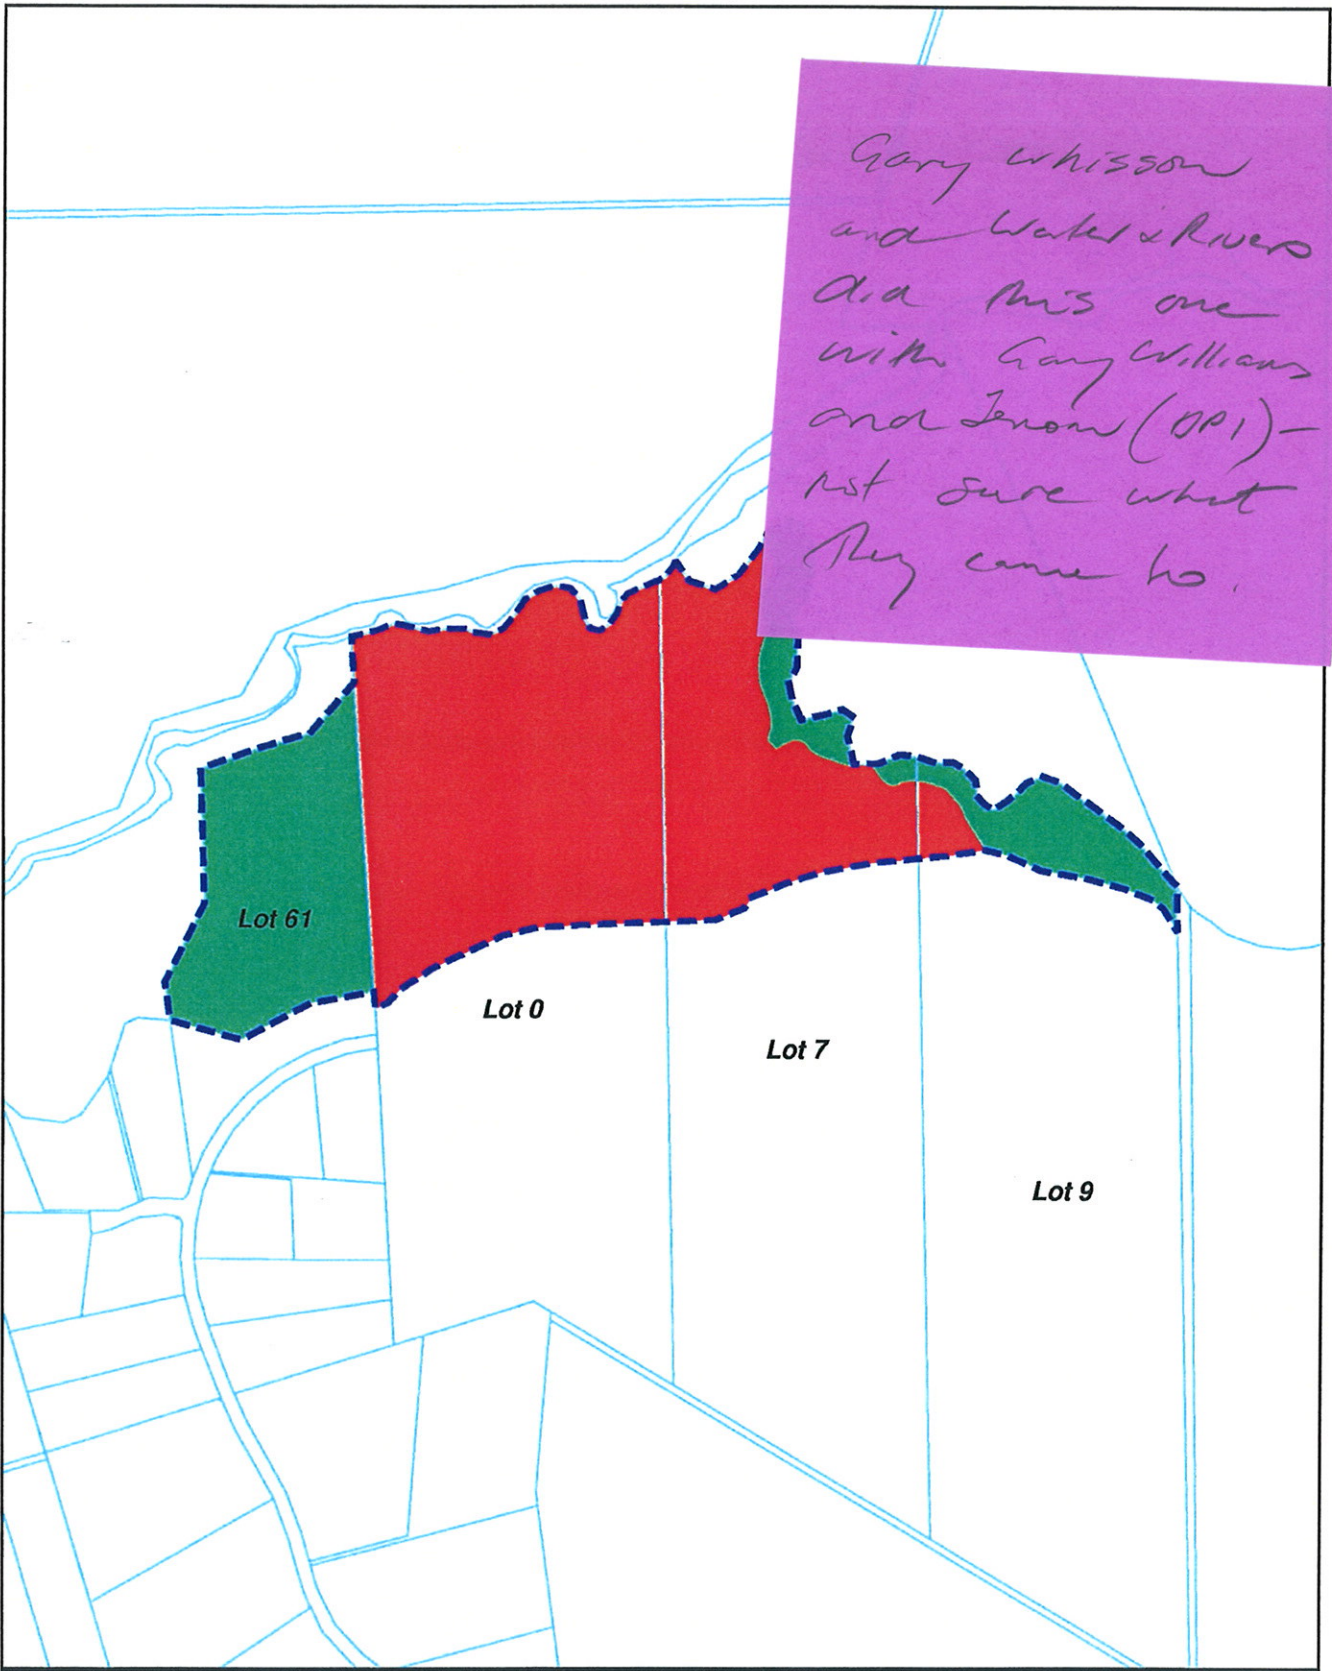 Gary Whisson
and Water & Rivers
did this one
with Gary Williams
and (DPI) -
not sure what
they came to.
Lot 61
Lot 0
Lot 7
Lot 9